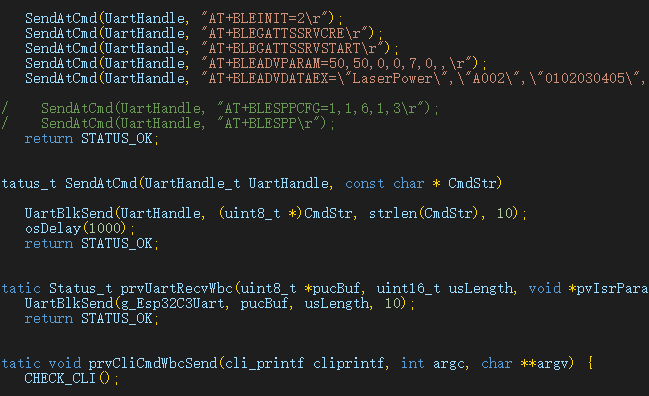 SendAtCmd(UartHandle, "AT+BLEINIT=2\r");
SendAtCmd(UartHandle, "AT+BLEGATTSSRVCRE\r");
SendAtCmd(UartHandle, "AT+BLEGATTSSRVSTART\r");
SendAtCmd(UartHandle, "AT+BLEADVPARAM=50,50,0,0,7,0,,\r");
SendAtCmd(UartHandle, "AT+BLEADVDATAEX=\"LaserPower\",\"A002\",\"0102030405\",
/    SendAtCmd(UartHandle, "AT+BLESPPCFG=1,1,6,1,3\r");
/    SendAtCmd(UartHandle, "AT+BLESPP\r");
return STATUS_OK;
tatus_t SendAtCmd(UartHandle_t UartHandle, const char * CmdStr)
UartBlkSend(UartHandle, (uint8_t *)CmdStr, strlen(CmdStr), 10);
osDelay(1000);
return STATUS_OK;
tatic Status_t prvUartRecvWbc(uint8_t *pucBuf, uint16_t usLength, void *pvIsrPara
UartBlkSend(g_Esp32C3Uart, pucBuf, usLength, 10);
return STATUS_OK;
tatic void prvCliCmdWbcSend(cli_printf cliprintf, int argc, char **argv) {
CHECK_CLI();